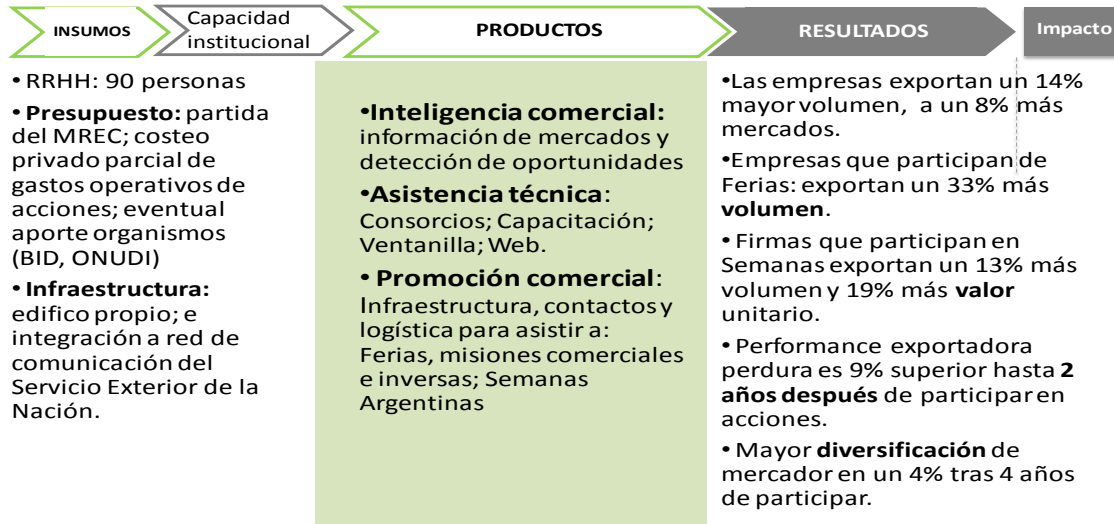 INSUMOS
Capacidad
institucional
PRODUCTOS
RESULTADOS
Impacto
• RRHH: 90 personas
• Presupuesto: partida
del MREC; costeo
privado parcial de
gastos operativos de
acciones; eventual
aporte organismos
(BID, ONUDI)
• Infraestructura:
edifico propio; e
integración a red de
comunicación del
Servicio Exterior de la
Nación.
•Inteligencia comercial:
información de mercados y
detección de oportunidades
•Asistencia técnica:
Consorcios; Capacitación;
Ventanilla; Web.
• Promoción comercial:
Infraestructura, contactos y
logística para asistir a:
Ferias, misiones comerciales
e inversas; Semanas
Argentinas
•Las empresas exportan un 14%
mayor volumen, a un 8% más
mercados.
•Empresas que participan de
Ferias: exportan un 33% más
volumen.
• Firmas que participan en
Semanas exportan un 13% más
volumen y 19% más valor
unitario.
• Performance exportadora
perdura es 9% superior hasta 2
años después de participar en
acciones.
• Mayor diversificación de
mercador en un 4% tras 4 años
de participar.